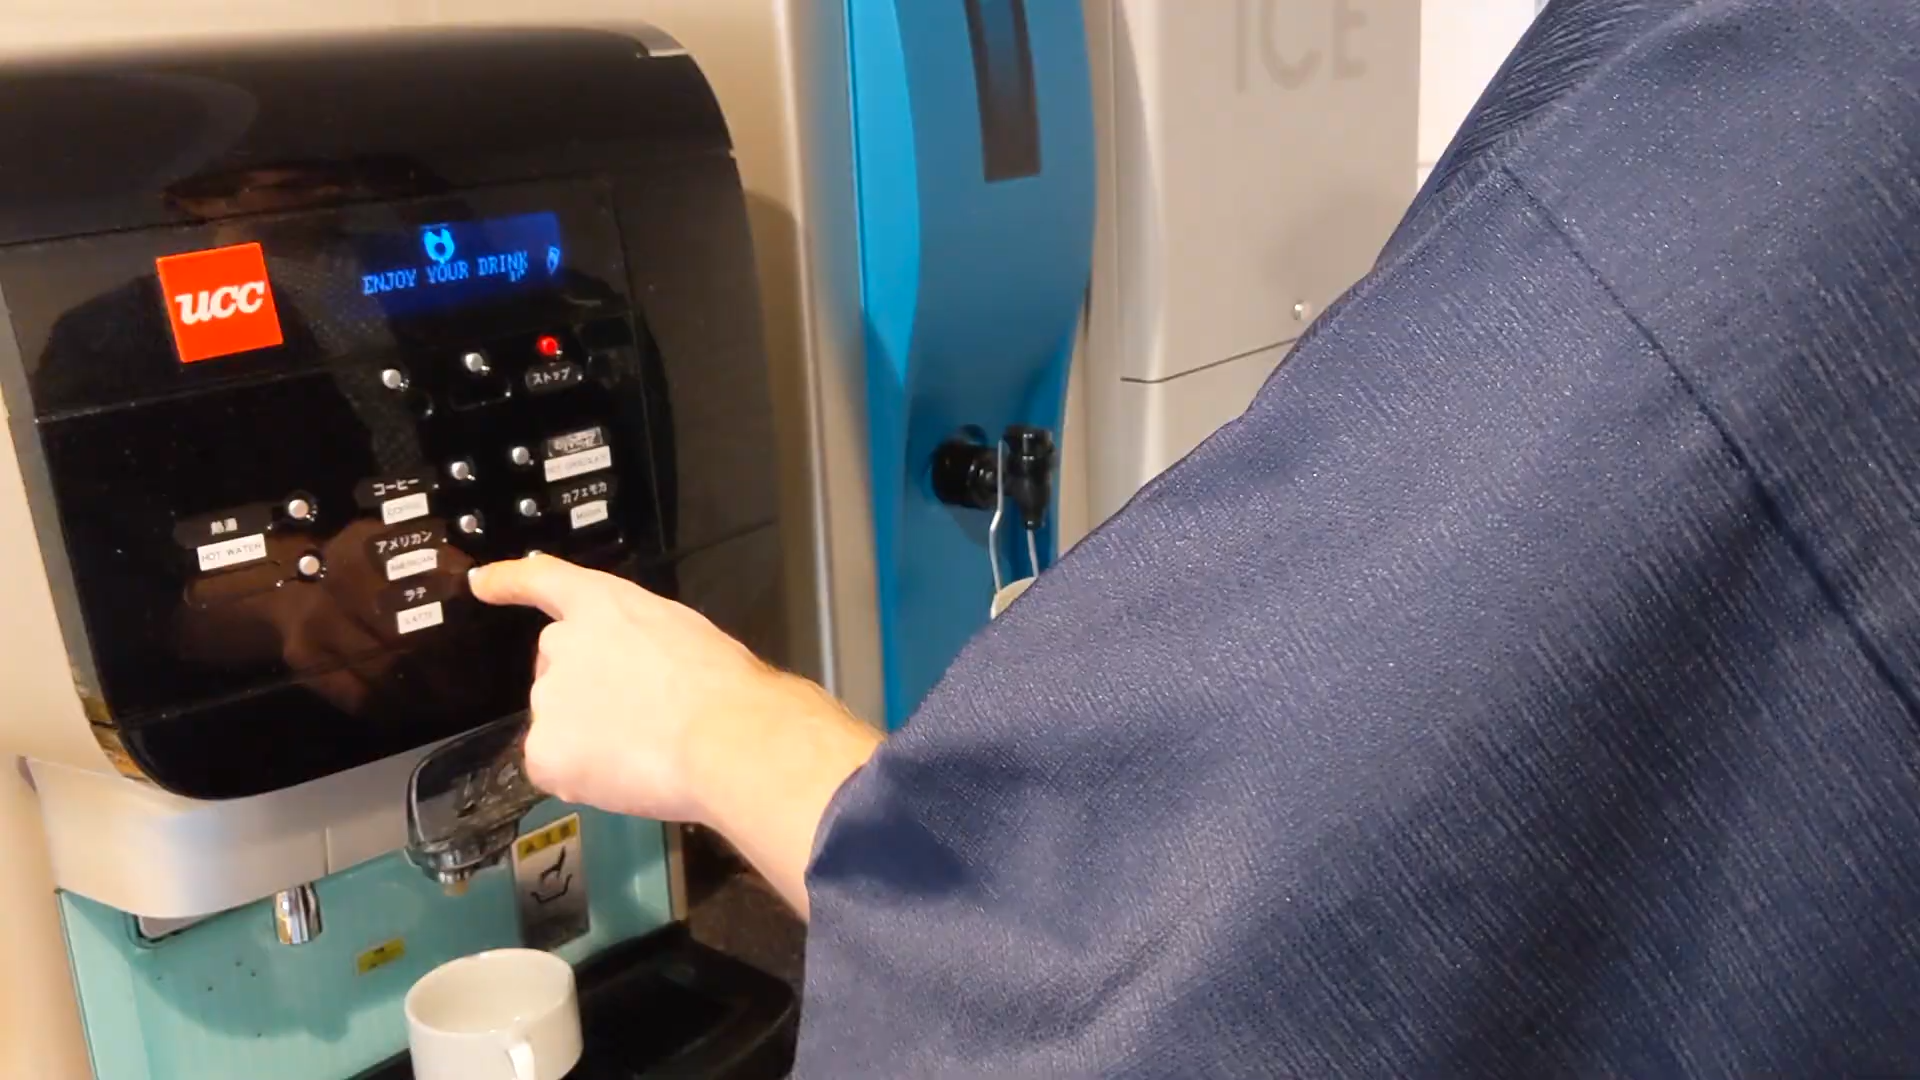 ICE
ucc
ENJOY YOUR DRINK
ストップ
コーヒー
COFFEE
カフェモカ
MOCHA
熱湯
HOT WATER
アメリカン
AMERICAN
ラテ
LATTE